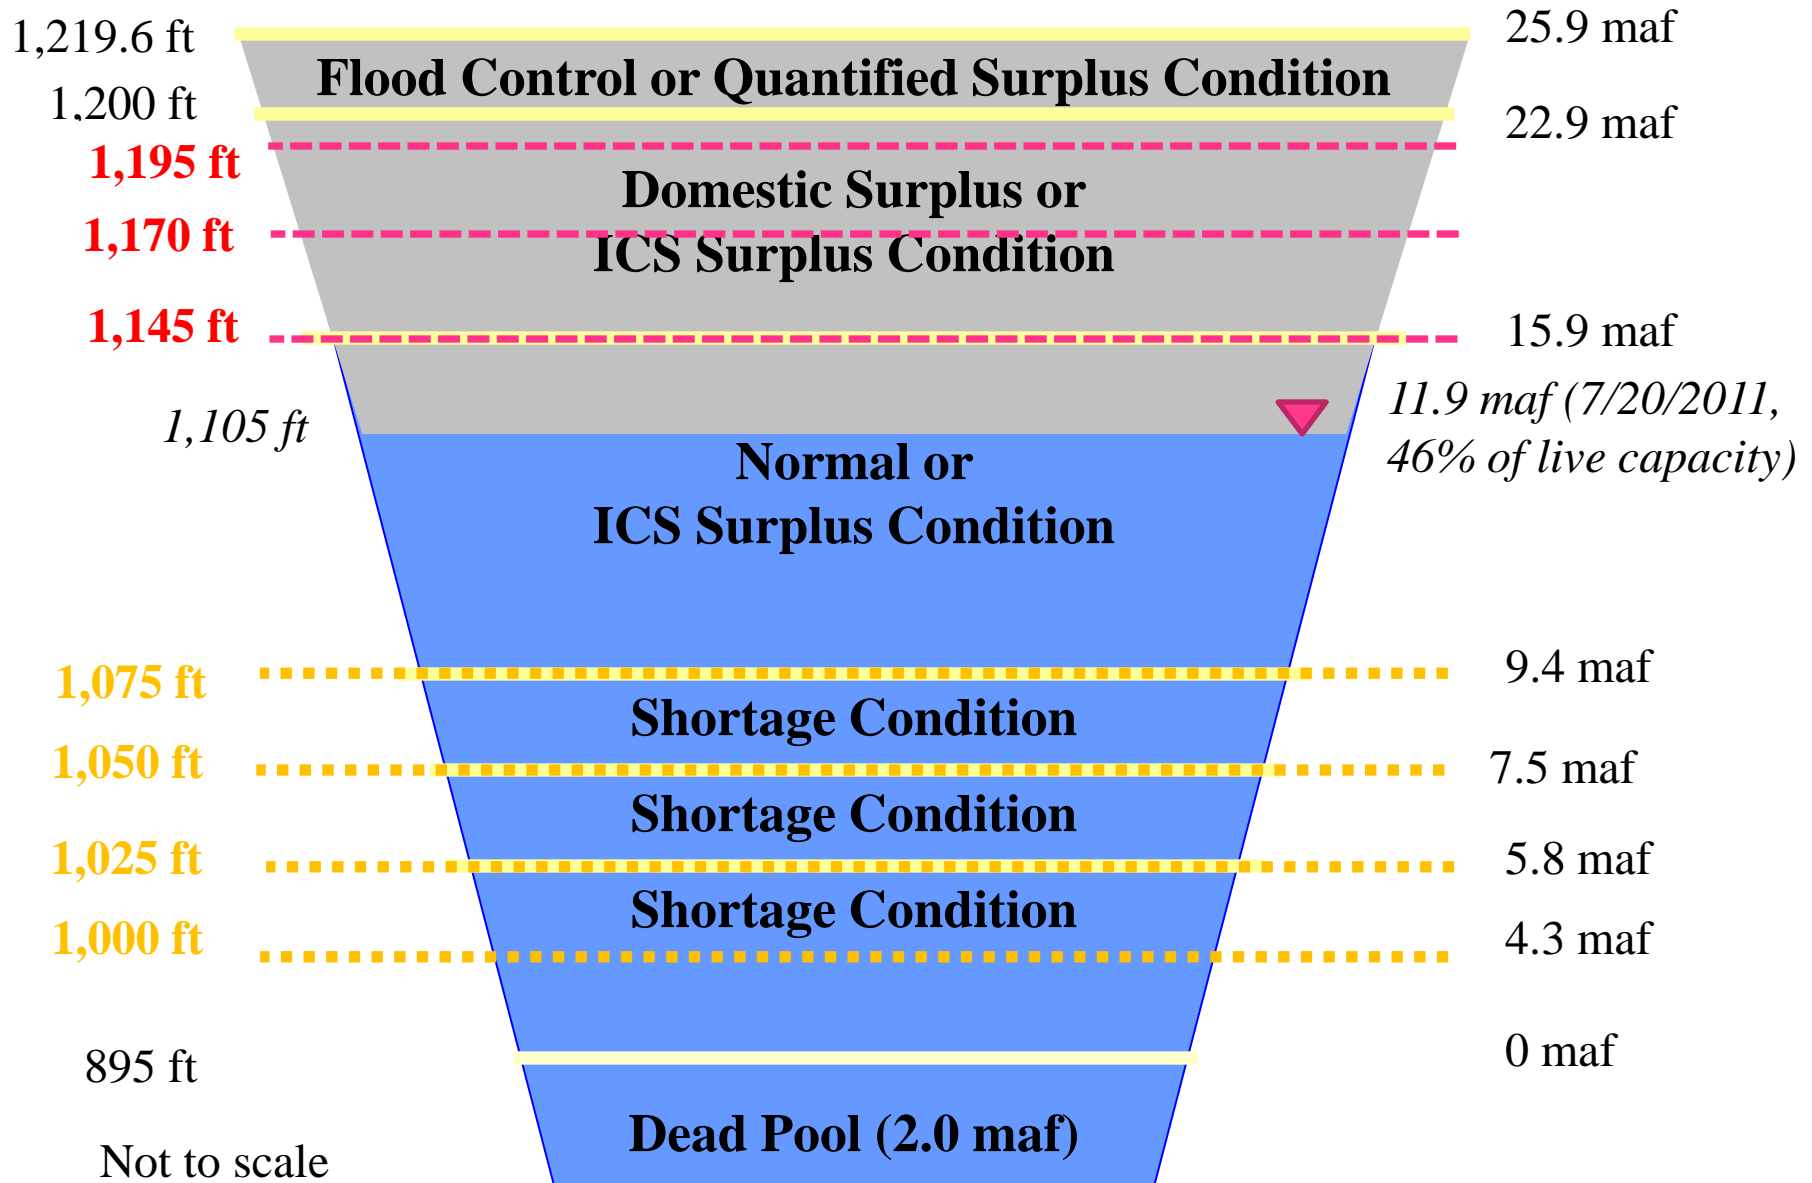 1,219.6 ft
25.9 maf
Flood Control or Quantified Surplus Condition
1,200 ft
22.9 maf
1,195 ft
Domestic Surplus or
1,170 ft
ICS Surplus Condition
1,145 ft
15.9 maf
1,105 ft
11.9 maf (7/20/2011,
46% of live capacity)
Normal or
ICS Surplus Condition
1,075 ft
9.4 maf
Shortage Condition
1,050 ft
7.5 maf
Shortage Condition
1,025 ft
5.8 maf
Shortage Condition
1,000 ft
4.3 maf
895 ft
0 maf
Dead Pool (2.0 maf)
Not to scale